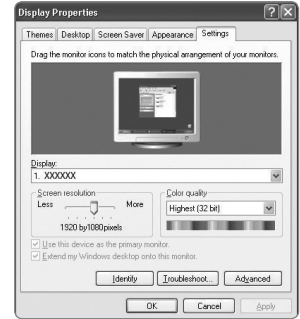 Display Properties
Themes Desktop Screen Saver Appearance Settings
Drag the monitor icons to match the physical arrangement of your monitors.
Display:
1. XXXXXX
Screen resolution
Less More
1920 by1080pixels
Color quality
Highest (32 bit)
Use this device as the primary monitor.
Extend my Windows desktop onto this monitor.
Identify Troubleshoot... Advanced
OK Cancel Apply